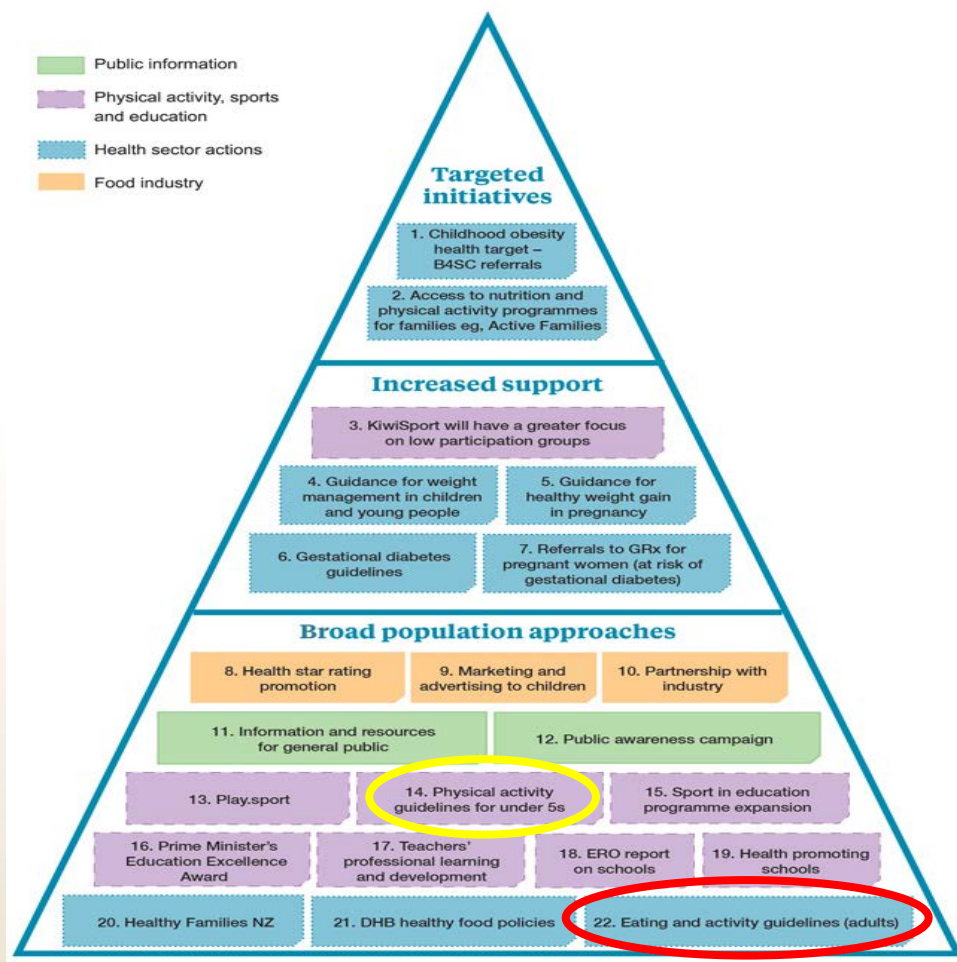 Public information
Physical activity, sports
and education
Health sector actions
Food industry
Targeted
initiatives
1. Childhood obesity
health target –
B4SC referrals
2. Access to nutrition and
physical activity programmes
for families eg, Active Families
Increased support
3. KiwiSport will have a greater focus
on low participation groups
4. Guidance for weight
management in children
and young people
5. Guidance for
healthy weight gain
in pregnancy
6. Gestational diabetes
guidelines
7. Referrals to GRx for
pregnant women (at risk of
gestational diabetes)
Broad population approaches
8. Health star rating
promotion
9. Marketing and
advertising to children
10. Partnership with
industry
11. Information and resources
for general public
12. Public awareness campaign
13. Play.sport
14. Physical activity
guidelines for under 5s
15. Sport in education
programme expansion
16. Prime Minister's
Education Excellence
Award
17. Teachers'
professional learning
and development
18. ERO report
on schools
19. Health promoting
schools
20. Healthy Families NZ
21. DHB healthy food policies
22. Eating and activity guidelines (adults)